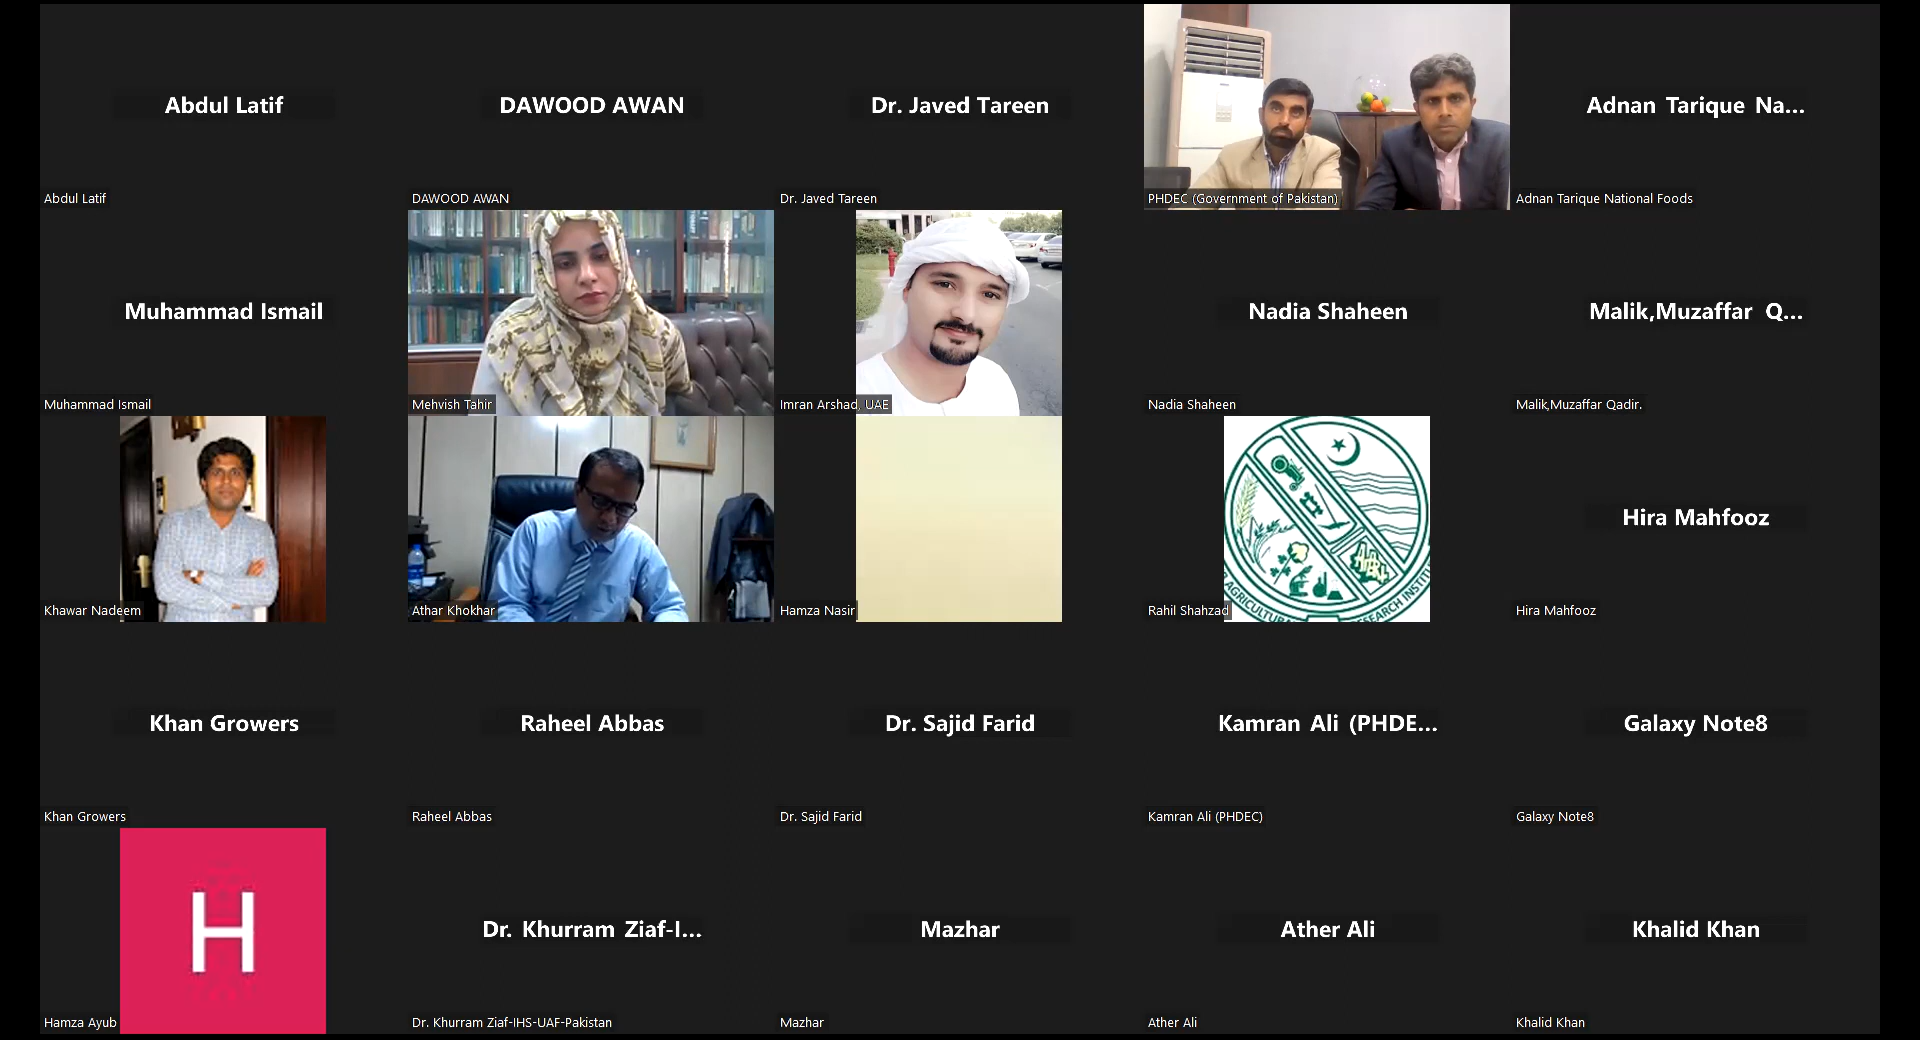 Abdul Latif
DAWOOD AWAN
Dr. Javed Tareen
Adnan Tarique Na...
Abdul Latif
DAWOOD AWAN
Dr. Javed Tareen
PHDEC (Government of Pakistan)
Adnan Tarique National Foods
Muhammad Ismail
Nadia Shaheen
Malik,Muzaffar Q...
Muhammad Ismail
Mehvish Tahir
Imran Arshad, UAE
Nadia Shaheen
Malik,Muzaffar Qadir.
Hira Mahfooz
AGRICULTURA
RESEARCH INSTITU
Khawar Nadeem
Athar Khokhar
Hamza Nasir
Rahil Shahzad
Hira Mahfooz
Khan Growers
Raheel Abbas
Dr. Sajid Farid
Kamran Ali (PHDE...
Galaxy Note8
Khan Growers
Raheel Abbas
Dr. Sajid Farid
Kamran Ali (PHDEC)
Galaxy Note8
H
Dr. Khurram Ziaf-I...
Mazhar
Ather Ali
Khalid Khan
Hamza Ayub
Dr. Khurram Ziaf-IHS-UAF-Pakistan
Mazhar
Ather Ali
Khalid Khan